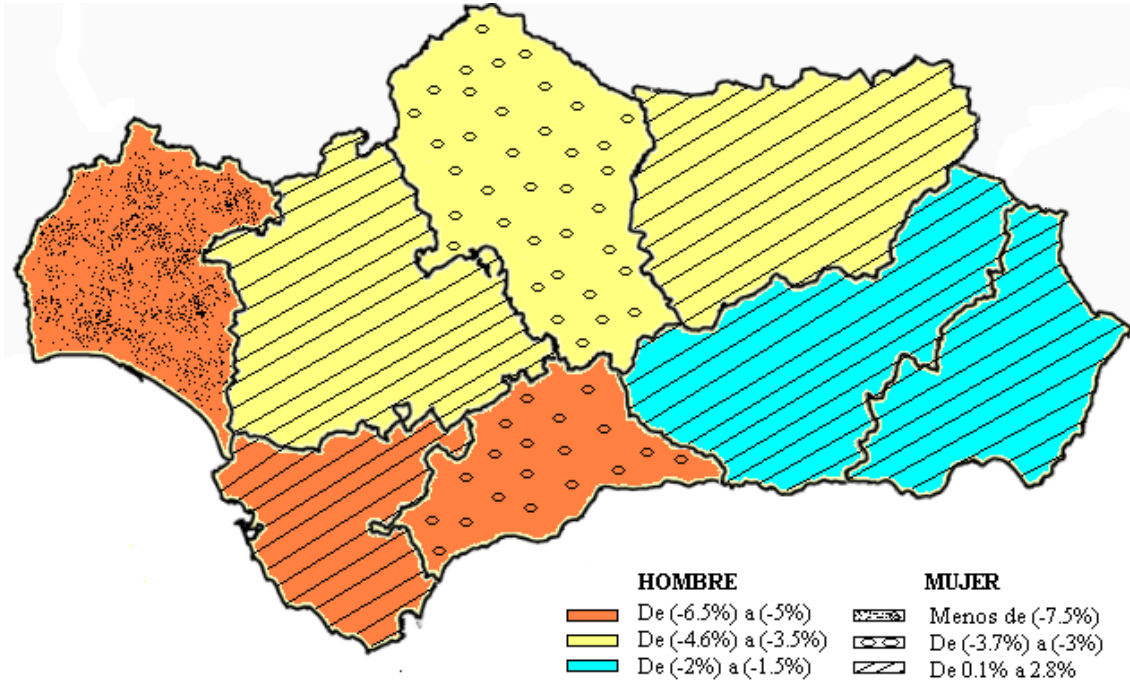 HOMBRE MUJER
De (-6.5%) a (-5%) Menos de (-7.5%)
De (-4.6%) a (-3.5%) De (-3.7%) a (-3%)
De (-2%) a (-1.5%) De 0.1% a 2.8%